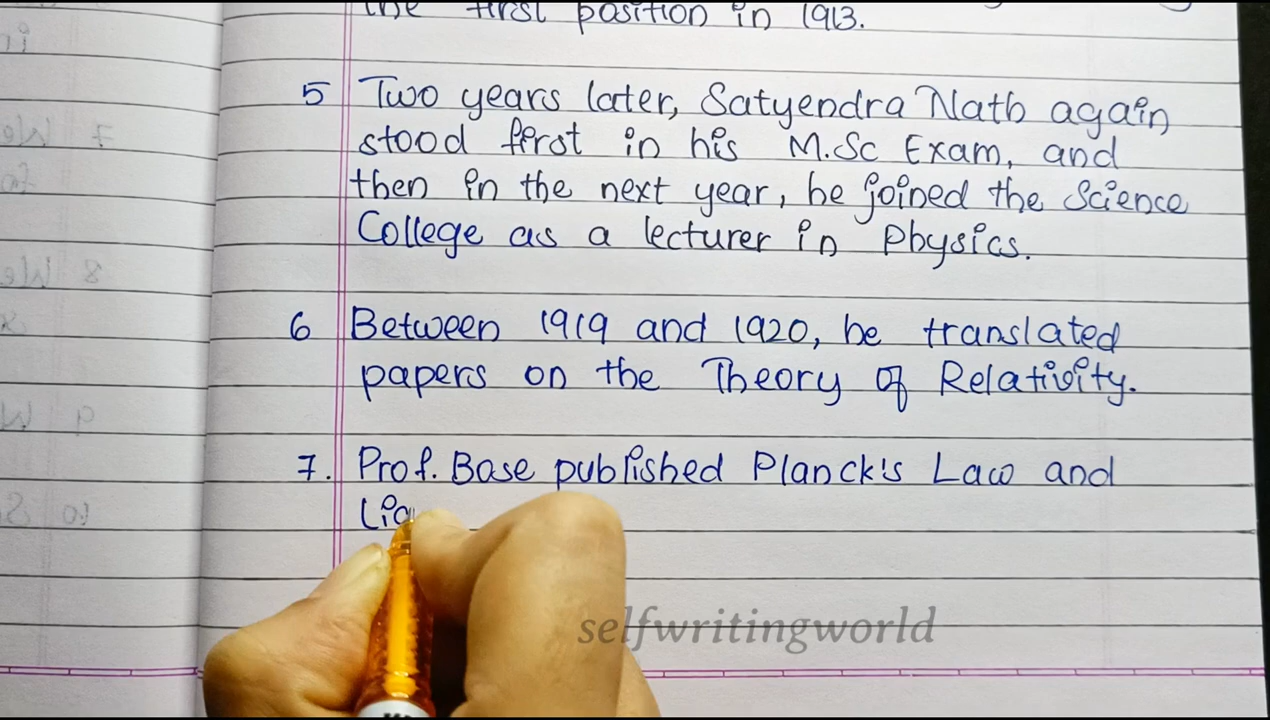 the first position in 1913.
5 Two years later, Satyendra Nath again
stood first in his M.Sc Exam, and
then in the next year, he joined the Science
College as a lecturer in Physics.
6 Between 1919 and 1920, he translated
papers on the Theory of Relativity.
7. Prof. Bose published Planck's Law and
selfwritingworld